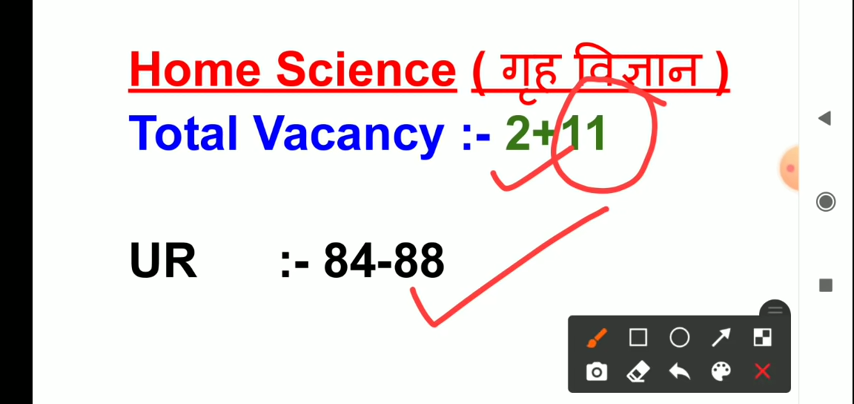 Home Science ( गृह विज्ञान )
Total Vacancy :- 2+11
UR :- 84-88